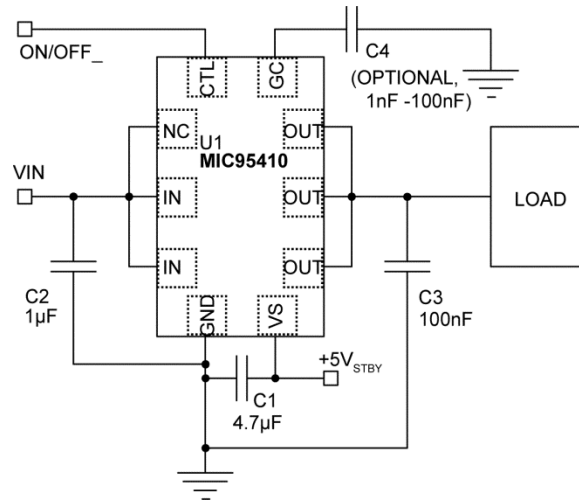 ON/OFF_
CTL
GC
C4
(OPTIONAL,
1nF -100nF)
NC
U1
MIC95410
OUT
VIN
IN
OUT
LOAD
IN
OUT
C2
1µF
GND
VS
C3
100nF
+5VSTBY
C1
4.7µF